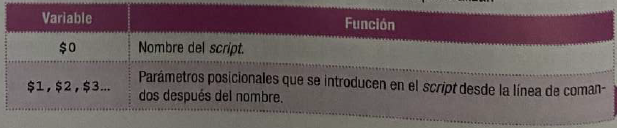 Variable Función
$0 Nombre del script.
$1, $2, $3... Parámetros posicionales que se introducen en el script desde la línea de coman-
dos después del nombre.